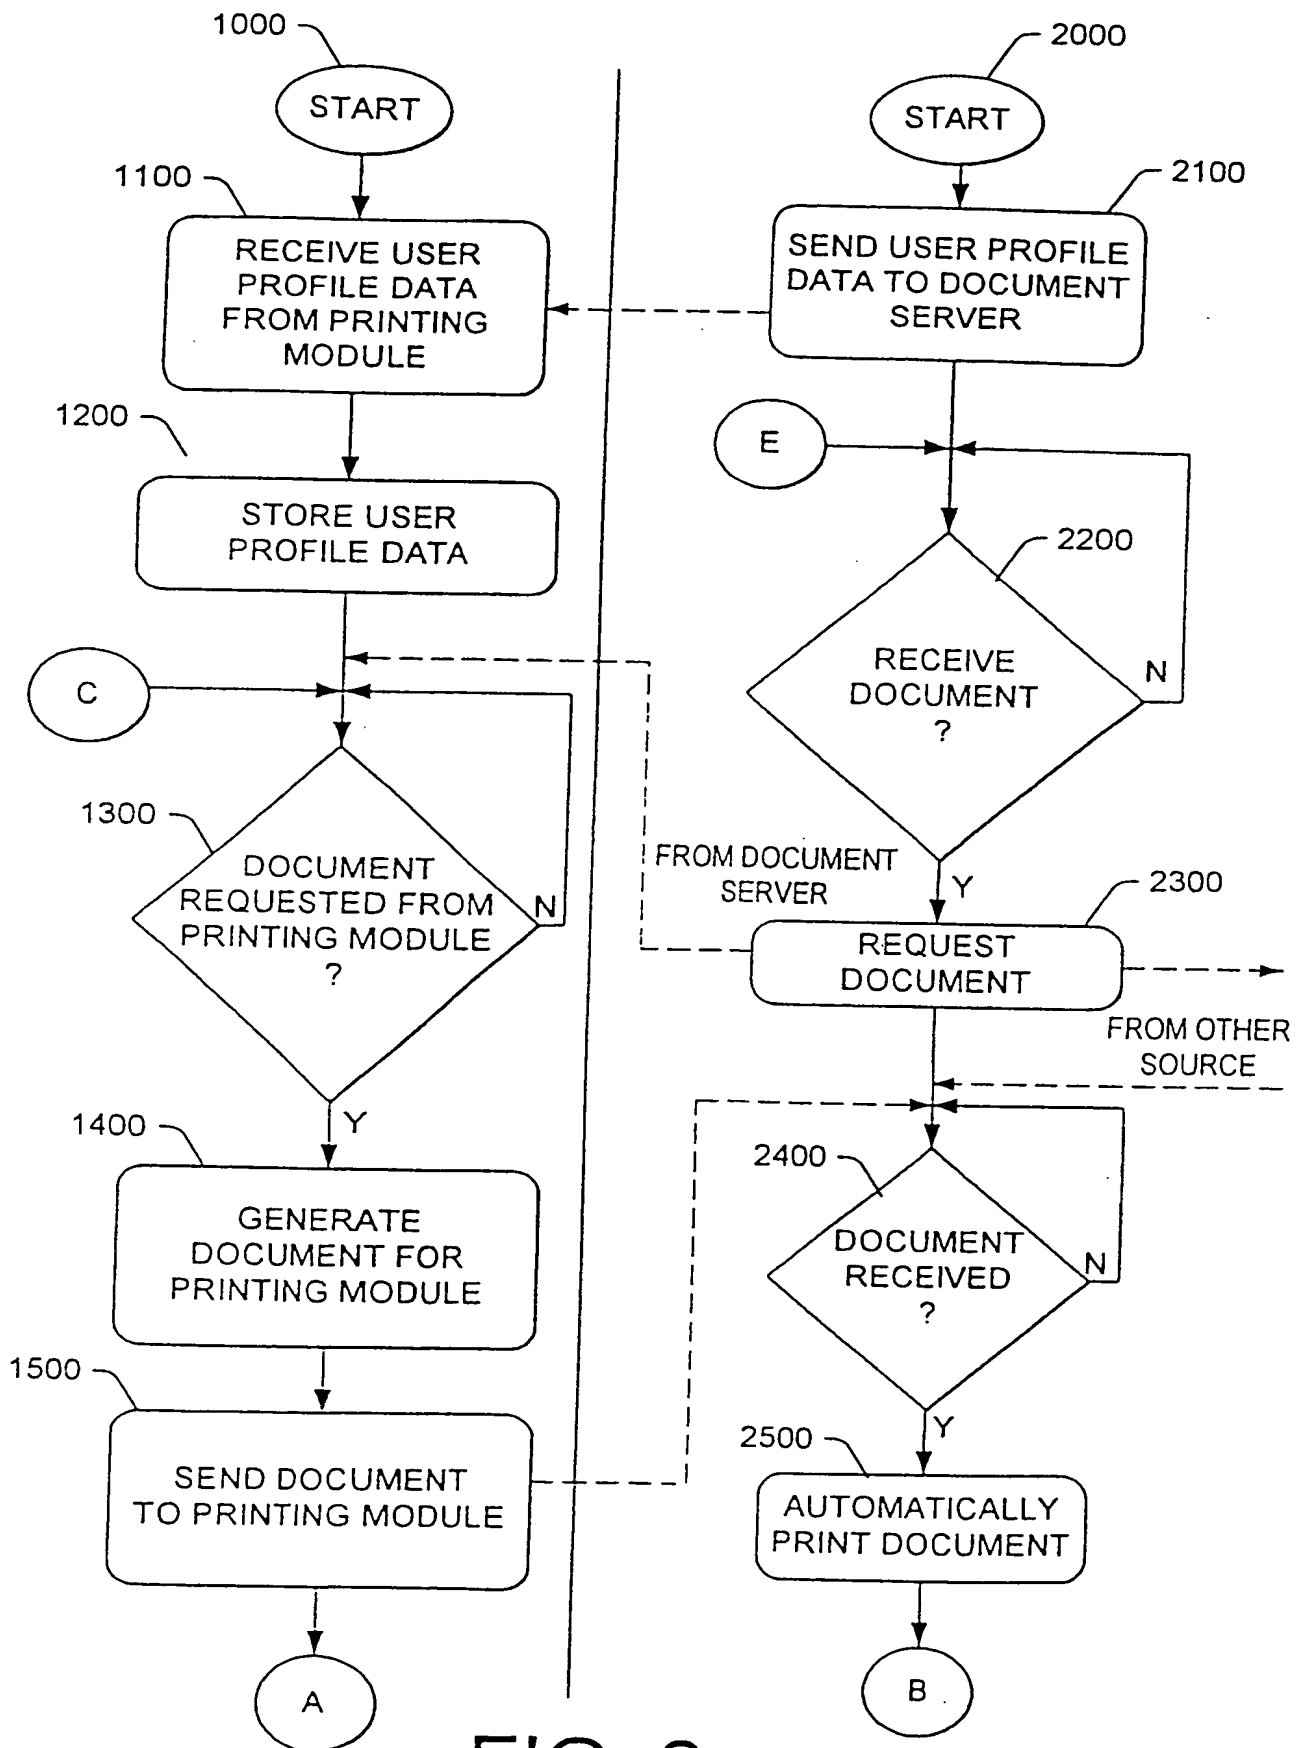 1000
START
1100
RECEIVE USER
PROFILE DATA
FROM PRINTING
MODULE
1200
STORE USER
PROFILE DATA
C
1300
DOCUMENT
REQUESTED FROM
PRINTING MODULE
?
N
Y
1400
GENERATE
DOCUMENT FOR
PRINTING MODULE
1500
SEND DOCUMENT
TO PRINTING MODULE
A
2000
START
2100
SEND USER PROFILE
DATA TO DOCUMENT
SERVER
E
2200
RECEIVE
DOCUMENT
?
N
Y
FROM DOCUMENT
SERVER
2300
REQUEST
DOCUMENT
FROM OTHER
SOURCE
2400
DOCUMENT
RECEIVED
?
N
Y
2500
AUTOMATICALLY
PRINT DOCUMENT
B